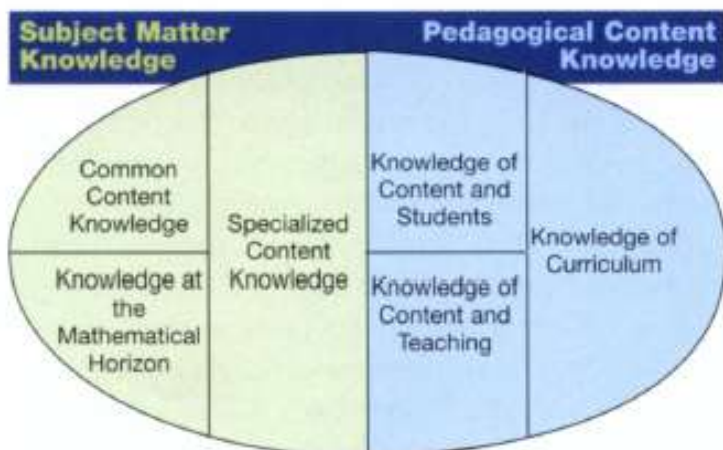 Subject Matter
Knowledge
Pedagogical Content
Knowledge
Common
Content
Knowledge
Knowledge at
the
Mathematical
Horizon
Specialized
Content
Knowledge
Knowledge of
Content and
Students
Knowledge of
Content and
Teaching
Knowledge of
Curriculum